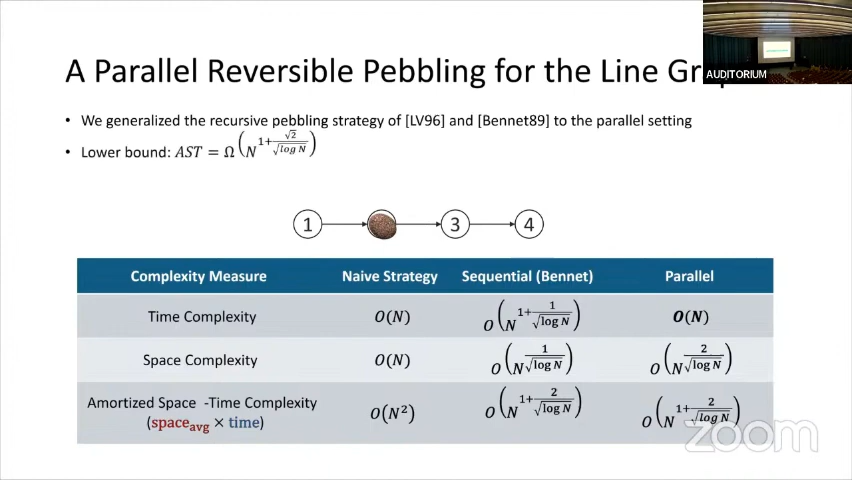 AUDITORIUM
A Parallel Reversible Pebbling for the Line
• We generalized the recursive pebbling strategy of [LV96] and [Bennet89] to the parallel setting
• Lower bound: AST = Ω(N^{1+√2/√log N})
1 3 4
Complexity Measure Naive Strategy Sequential (Bennet) Parallel
Time Complexity O(N) O(N^{1+1/√log N}) O(N)
Space Complexity O(N) O(N^{1/√log N}) O(N^{2/√log N})
Amortized Space -Time Complexity
(space_avg × time) O(N²) O(N^{1+2/√log N}) O(N^{1+2/√log N})
zoom